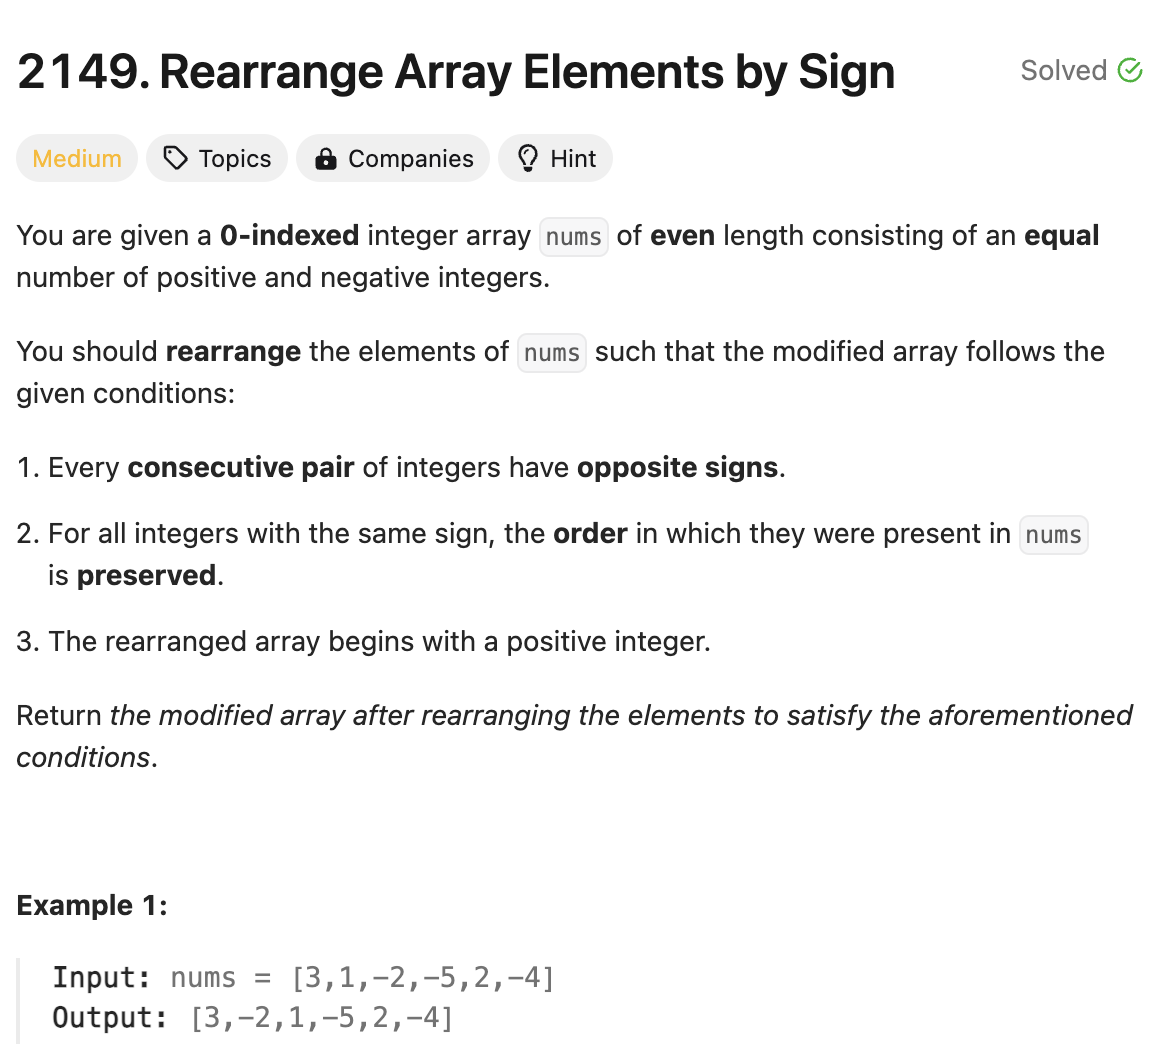 2149. Rearrange Array Elements by Sign
Solved
Medium
Topics
Companies
Hint
You are given a 0-indexed integer array nums of even length consisting of an equal
number of positive and negative integers.
You should rearrange the elements of nums such that the modified array follows the
given conditions:
1. Every consecutive pair of integers have opposite signs.
2. For all integers with the same sign, the order in which they were present in nums
is preserved.
3. The rearranged array begins with a positive integer.
Return the modified array after rearranging the elements to satisfy the aforementioned
conditions.
Example 1:
Input: nums = [3,1,-2,-5,2,-4]
Output: [3,-2,1,-5,2,-4]